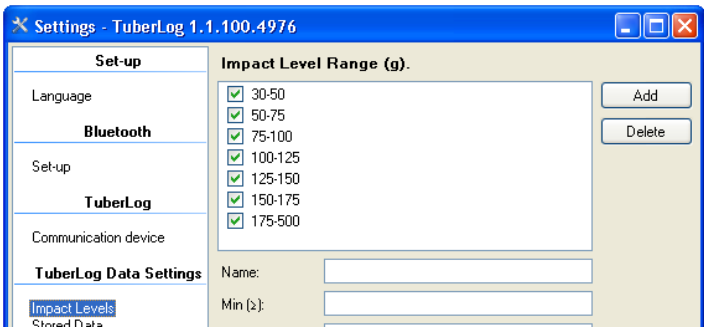 Settings - TuberLog 1.1.100.4976
Set-up
Language
Bluetooth
Set-up
TuberLog
Communication device
TuberLog Data Settings
Impact Levels
Stored Data
Impact Level Range (g).
30-50
50-75
75-100
100-125
125-150
150-175
175-500
Add
Delete
Name:
Min (≥):